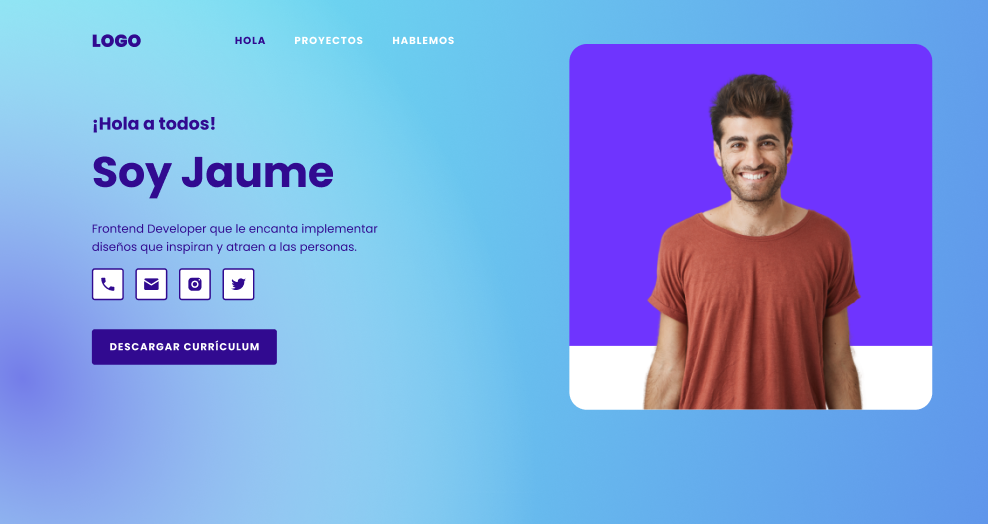 LOGO
HOLA PROYECTOS HABLEMOS
¡Hola a todos!
Soy Jaume
Frontend Developer que le encanta implementar
diseños que inspiran y atraen a las personas.
DESCARGAR CURRÍCULUM